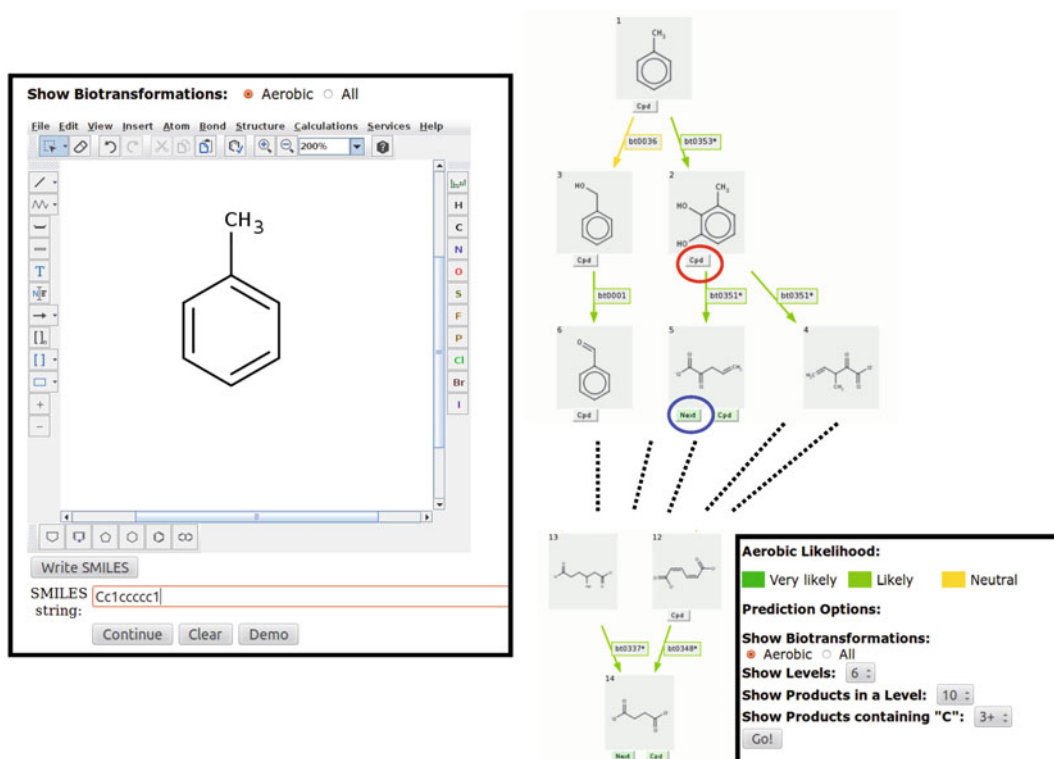 Show Biotransformations: Aerobic All
File Edit View Insert Atom Bond Structure Calculations Services Help
200%
H
C
N
O
S
F
P
Cl
Br
I
T
CH3
Write SMILES
SMILES string: Cc1ccccc1
Continue Clear Demo
1
CH3
Cpd
bt0036 bt0353*
3
HO
Cpd
2
CH3
HO
HO
Cpd
bt0001 bt0351* bt0351*
6
O
Cpd
5
Next Cpd
4
13 12
Cpd
bt0337* bt0348*
14
Next Cpd
Aerobic Likelihood:
Very likely Likely Neutral
Prediction Options:
Show Biotransformations:
Aerobic All
Show Levels: 6
Show Products in a Level: 10
Show Products containing "C": 3+
Go!